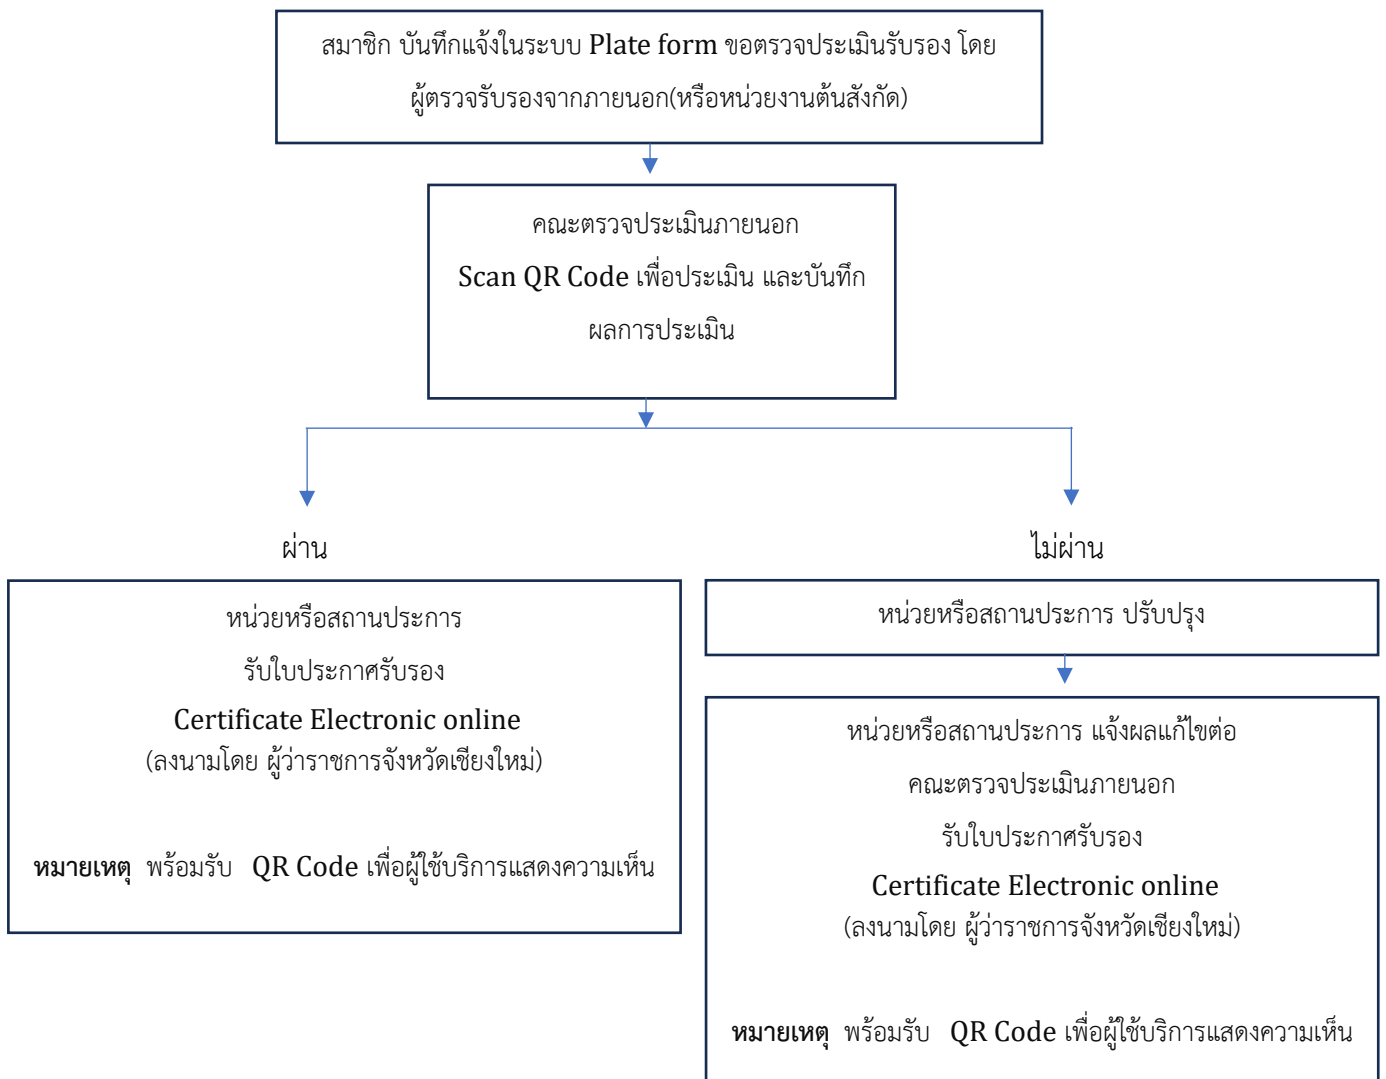 สมาชิก บันทึกแจ้งในระบบ Plate form ขอตรวจประเมินรับรอง โดย
ผู้ตรวจรับรองจากภายนอก(หรือหน่วยงานต้นสังกัด)
คณะตรวจประเมินภายนอก
Scan QR Code เพื่อประเมิน และบันทึก
ผลการประเมิน
ผ่าน
หน่วยหรือสถานประการ
รับใบประกาศรับรอง
Certificate Electronic online
(ลงนามโดย ผู้ว่าราชการจังหวัดเชียงใหม่)
หมายเหตุ พร้อมรับ QR Code เพื่อผู้ใช้บริการแสดงความเห็น
ไม่ผ่าน
หน่วยหรือสถานประการ ปรับปรุง
หน่วยหรือสถานประการ แจ้งผลแก้ไขต่อ
คณะตรวจประเมินภายนอก
รับใบประกาศรับรอง
Certificate Electronic online
(ลงนามโดย ผู้ว่าราชการจังหวัดเชียงใหม่)
หมายเหตุ พร้อมรับ QR Code เพื่อผู้ใช้บริการแสดงความเห็น